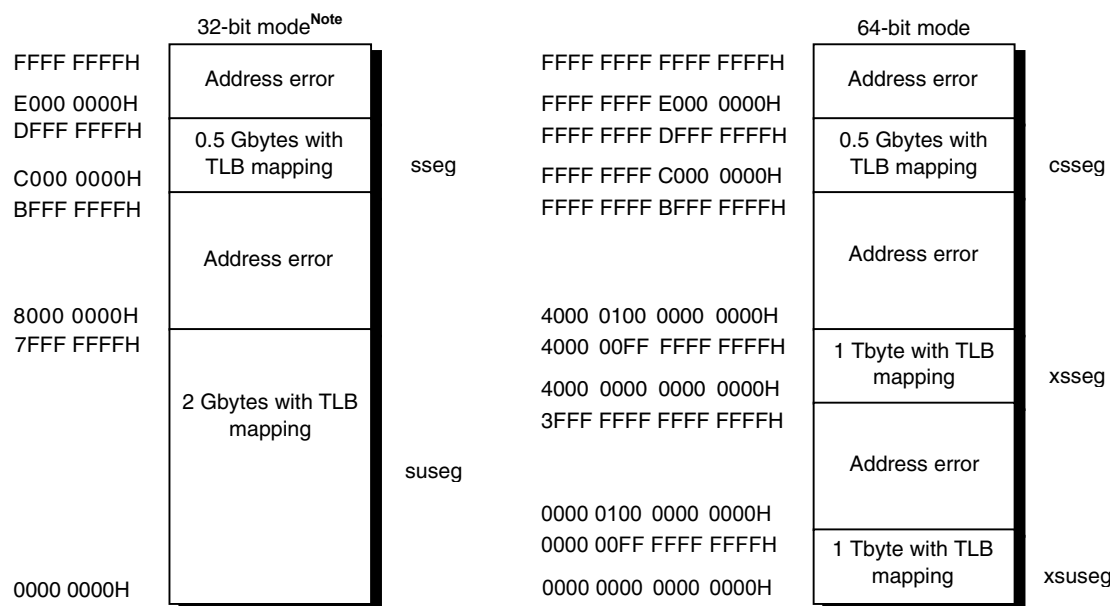 32-bit modeNote
FFFF FFFFH
Address error
E000 0000H
DFFF FFFFH
0.5 Gbytes with
TLB mapping
sseg
C000 0000H
BFFF FFFFH
Address error
8000 0000H
7FFF FFFFH
2 Gbytes with TLB
mapping
suseg
0000 0000H
64-bit mode
FFFF FFFF FFFF FFFFH
Address error
FFFF FFFF E000 0000H
FFFF FFFF DFFF FFFFH
0.5 Gbytes with
TLB mapping
csseg
FFFF FFFF C000 0000H
FFFF FFFF BFFF FFFFH
Address error
4000 0100 0000 0000H
4000 00FF FFFF FFFFH
1 Tbyte with TLB
mapping
xsseg
4000 0000 0000 0000H
3FFF FFFF FFFF FFFFH
Address error
0000 0100 0000 0000H
0000 00FF FFFF FFFFH
1 Tbyte with TLB
mapping
xsuseg
0000 0000 0000 0000H